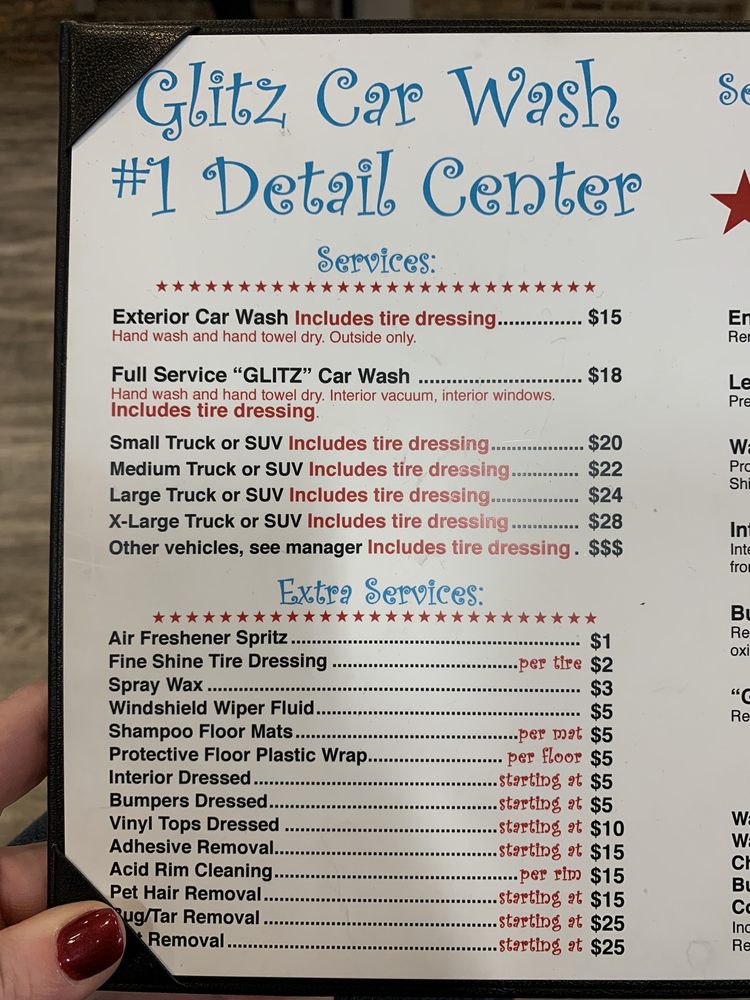 Glitz Car Wash
#1 Detail Center
Services:
Exterior Car Wash Includes tire dressing............... $15
Hand wash and hand towel dry. Outside only.
Full Service “GLITZ” Car Wash ............................. $18
Hand wash and hand towel dry. Interior vacuum, interior windows.
Includes tire dressing.
Small Truck or SUV Includes tire dressing................ $20
Medium Truck or SUV Includes tire dressing............ $22
Large Truck or SUV Includes tire dressing................ $24
X-Large Truck or SUV Includes tire dressing............ $28
Other vehicles, see manager Includes tire dressing . $$$
Extra Services:
Air Freshener Spritz.................................................. $1
Fine Shine Tire Dressing ................................per tire $2
Spray Wax ................................................................. $3
Windshield Wiper Fluid.............................................. $5
Shampoo Floor Mats.......................................per mat $5
Protective Floor Plastic Wrap....................... per floor $5
Interior Dressed..........................................starting at $5
Bumpers Dressed.......................................starting at $5
Vinyl Tops Dressed ....................................starting at $10
Adhesive Removal......................................starting at $15
Acid Rim Cleaning...........................................per rim $15
Pet Hair Removal........................................starting at $15
Bug/Tar Removal ........................................starting at $25
Removal..............................................starting at $25